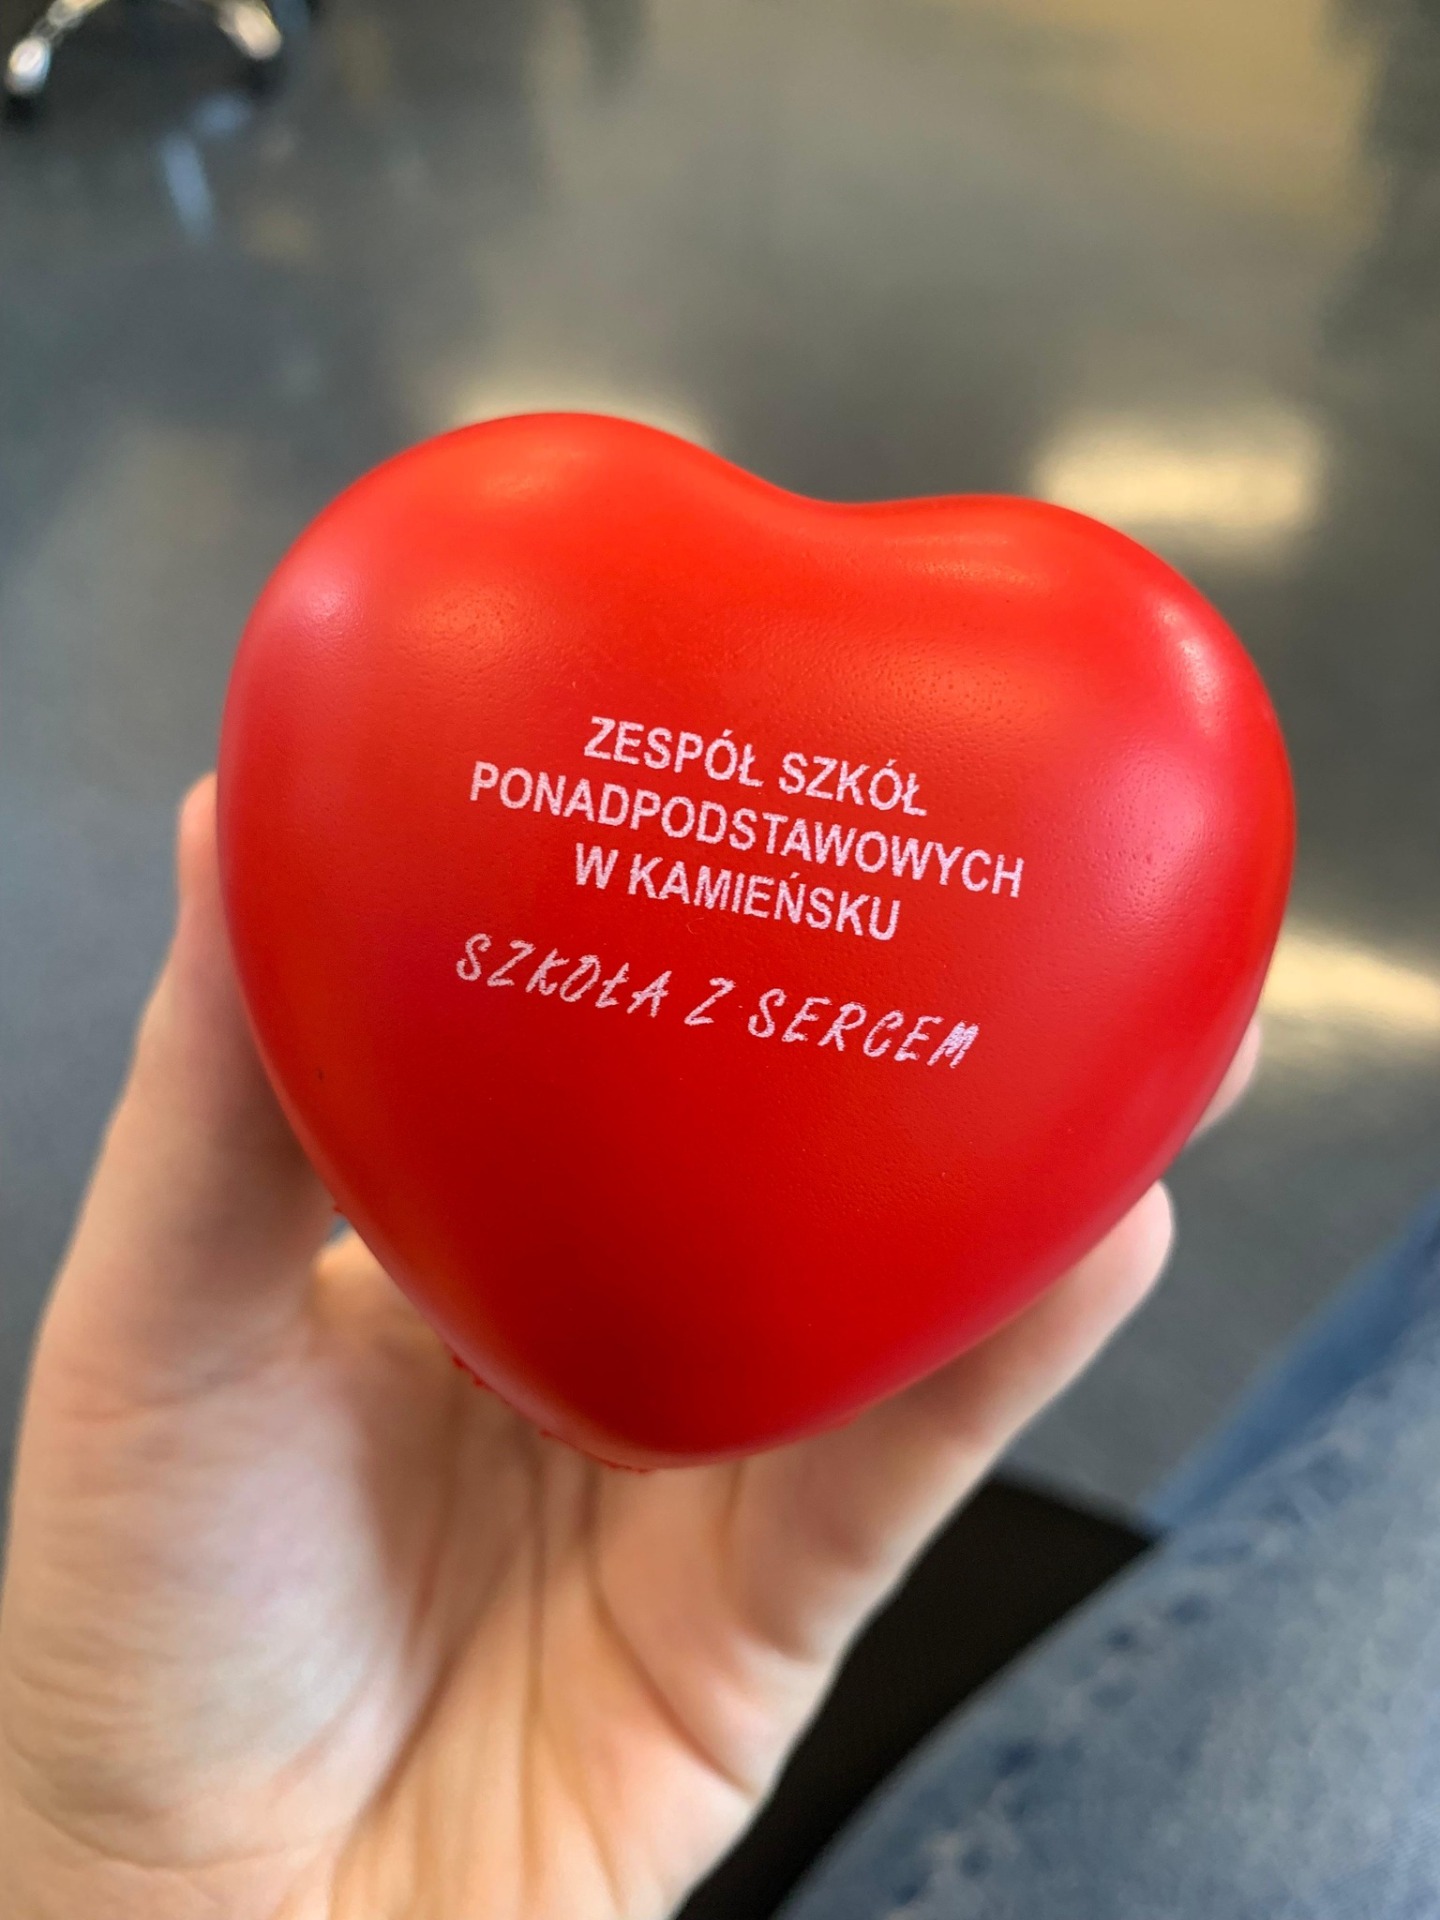 ZESPÓŁ SZKÓŁ
PONADPODSTAWOWYCH
W KAMIEŃSKU
SZKOŁA Z SERCEM